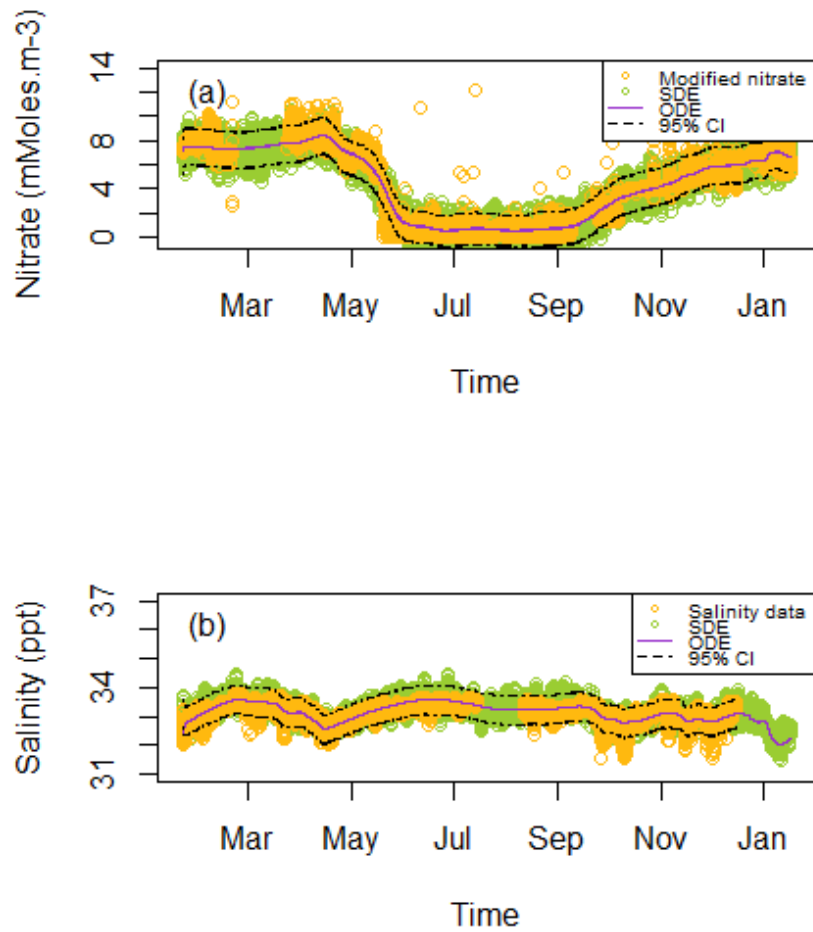 14
8
4
0
Nitrate (mMoles.m-3)
(a)
Modified nitrate
SDE
ODE
95% CI
Mar May Jul Sep Nov Jan
Time
37
34
31
Salinity (ppt)
(b)
Salinity data
SDE
ODE
95% CI
Mar May Jul Sep Nov Jan
Time